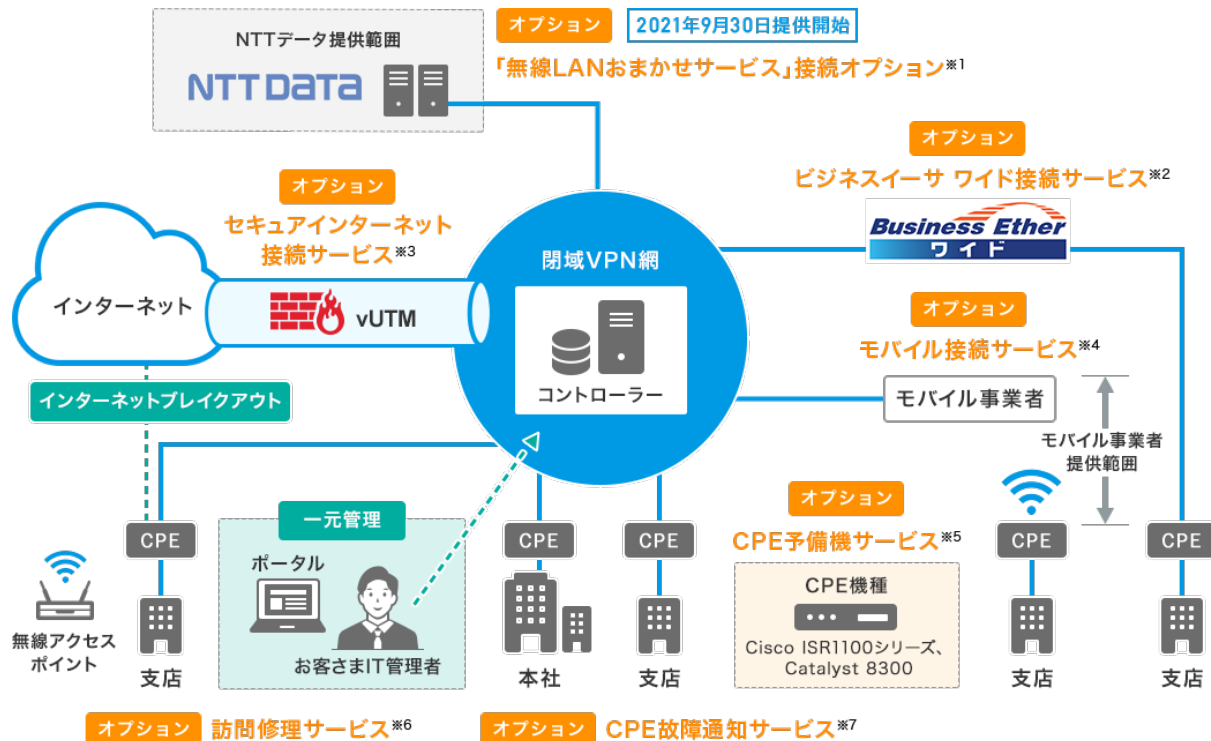 オプション
2021年9月30日提供開始
NTTデータ提供範囲
NTT DATA
「無線LANおまかせサービス」接続オプション※1
オプション
ビジネスイーサ ワイド接続サービス※2
Business Ether
ワイド
オプション
セキュアインターネット
接続サービス※3
閉域VPN網
インターネット
vUTM
コントローラー
オプション
モバイル接続サービス※4
モバイル事業者
インターネットブレイクアウト
モバイル事業者
提供範囲
一元管理
ポータル
お客さまIT管理者
オプション
CPE予備機サービス※5
CPE機種
Cisco ISR1100シリーズ、
Catalyst 8300
CPE
CPE
CPE
CPE
CPE
無線アクセス
ポイント
支店
本社
支店
支店
支店
オプション
訪問修理サービス※6
オプション
CPE故障通知サービス※7